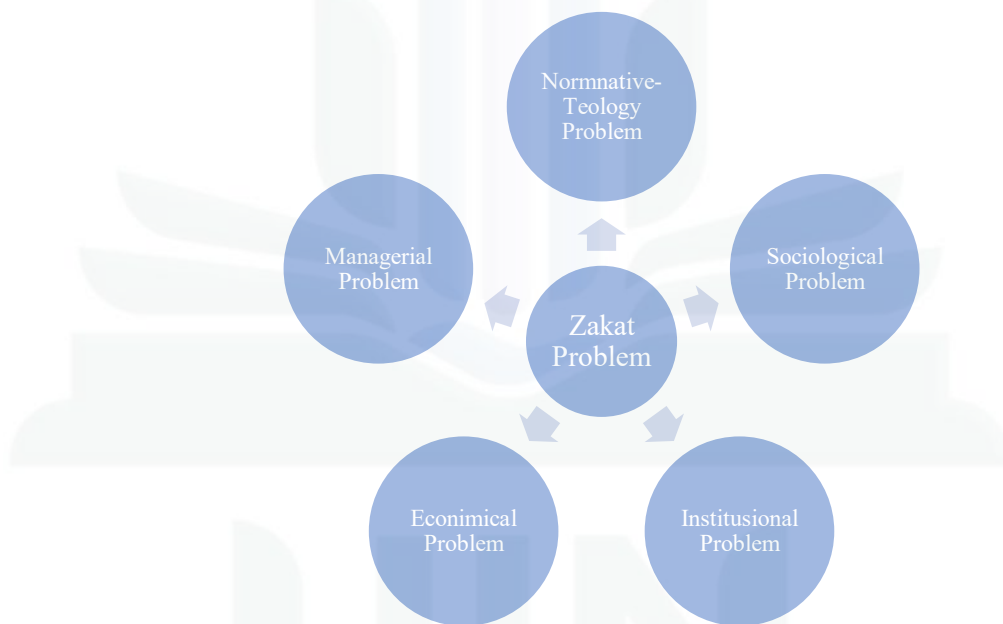 Normnative-
Teology
Problem
Managerial
Problem
Sociological
Problem
Zakat
Problem
Econimical
Problem
Institusional
Problem